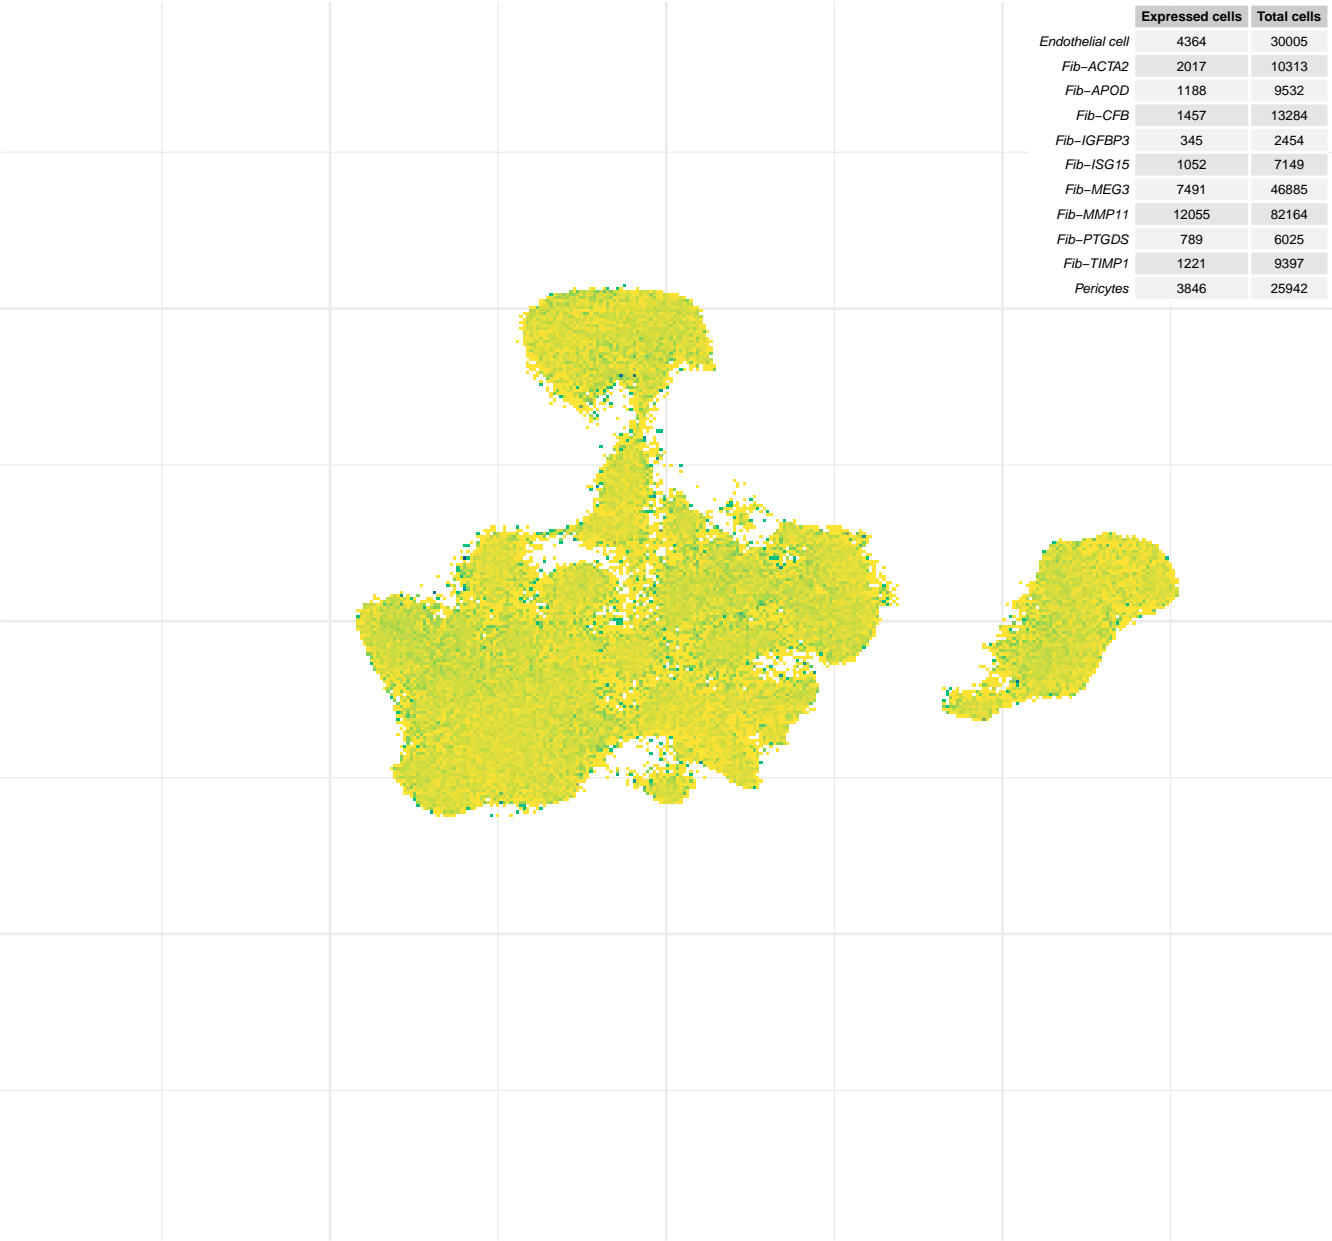 Expressed cells Total cells
Endothelial cell 4364 30005
Fib−ACTA2 2017 10313
Fib−APOD 1188 9532
Fib−CFB 1457 13284
Fib−IGFBP3 345 2454
Fib−ISG15 1052 7149
Fib−MEG3 7491 46885
Fib−MMP11 12055 82164
Fib−PTGDS 789 6025
Fib−TIMP1 1221 9397
Pericytes 3846 25942